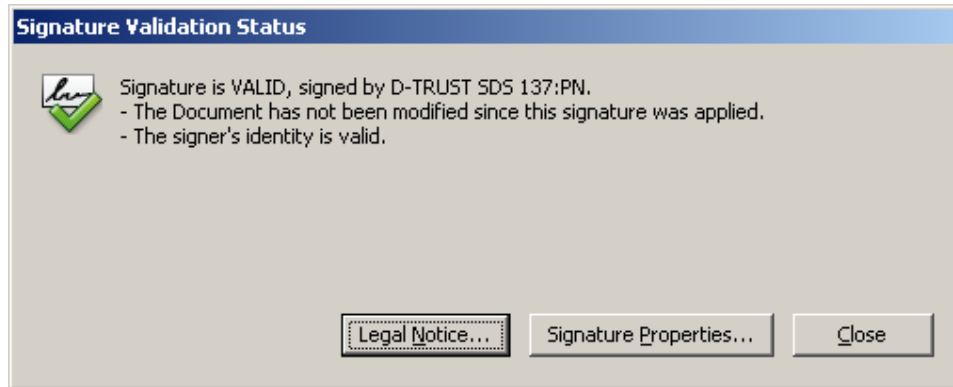 Signature Validation Status
Signature is VALID, signed by D-TRUST SDS 137:PN.
- The Document has not been modified since this signature was applied.
- The signer's identity is valid.
Legal Notice... Signature Properties... Close